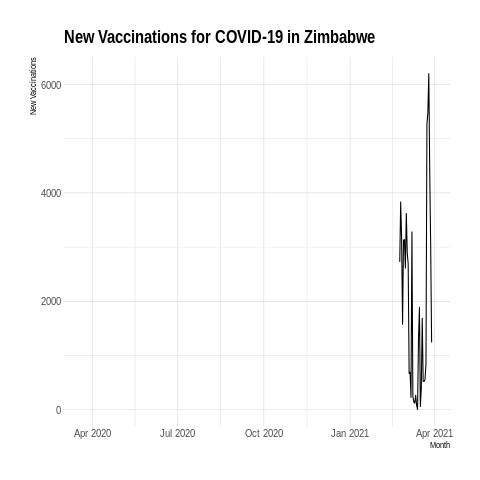 New Vaccinations for COVID-19 in Zimbabwe
New Vaccinations
6000
4000
2000
0
Apr 2020 Jul 2020 Oct 2020 Jan 2021 Apr 2021
Month